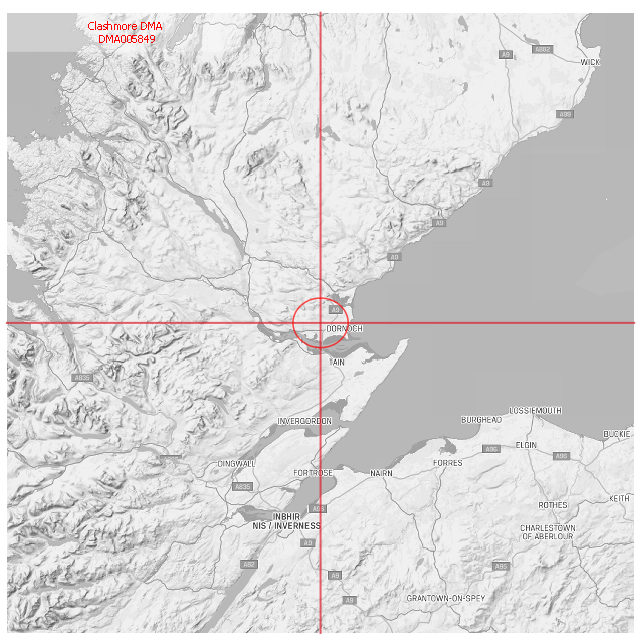 Clashmore DMA
DMA005849
A9
A882
WICK
A99
A9
A9
A9
A9
DORNOCH
AIN
A835
INVERGORDON
BURGHEAD
LOSSIEMOUTH
BUCKIE
ELGIN
A96
A96
DINGWALL
FORTROSE
NAIRN
FORRES
A835
KEITH
ROTHES
A96
INBHIR
NIS / INVERNESS
CHARLESTOWN
OF ABERLOUR
A9
A82
A95
A9
A9
GRANTOWN-ON-SPEY